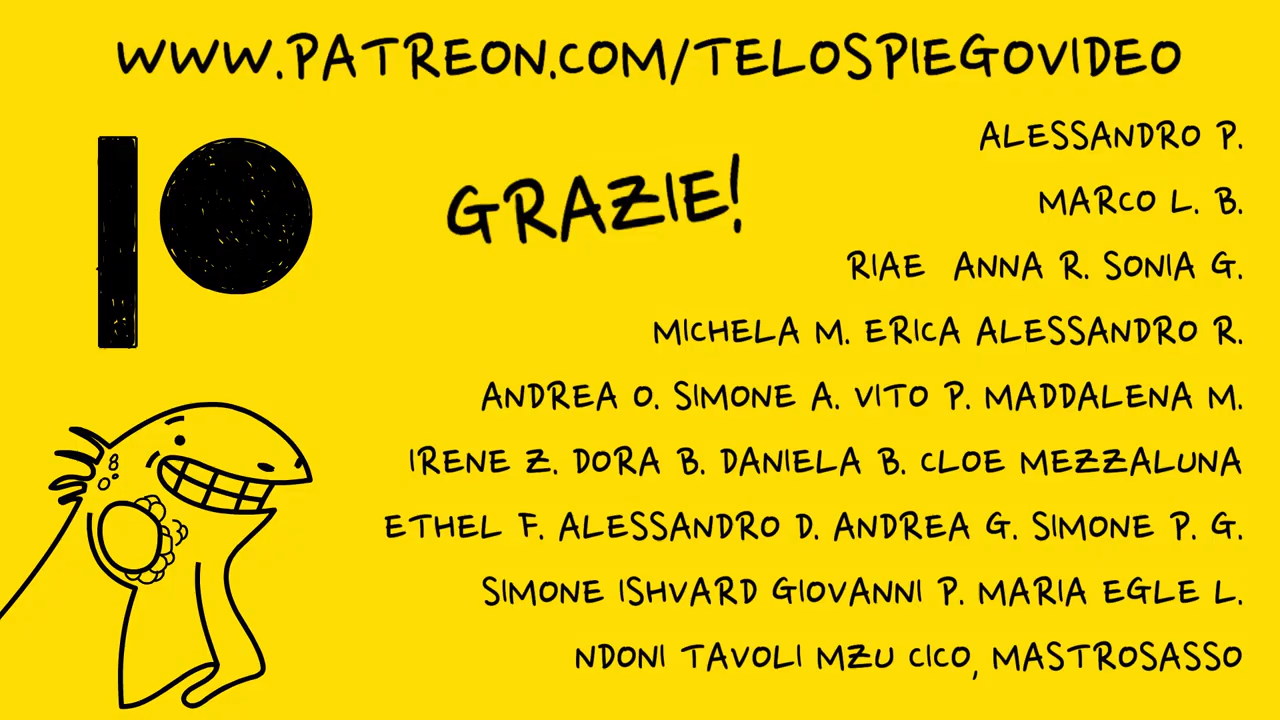 WWW.PATREON.COM/TELOSPIEGOVIDEO
GRAZIE!
ALESSANDRO P.
MARCO L. B.
RIAE ANNA R. SONIA G.
MICHELA M. ERICA ALESSANDRO R.
ANDREA O. SIMONE A. VITO P. MADDALENA M.
IRENE Z. DORA B. DANIELA B. CLOE MEZZALUNA
ETHEL F. ALESSANDRO D. ANDREA G. SIMONE P. G.
SIMONE ISHVARD GIOVANNI P. MARIA EGLE L.
NDONI TAVOLI MZU CICO, MASTROSASSO